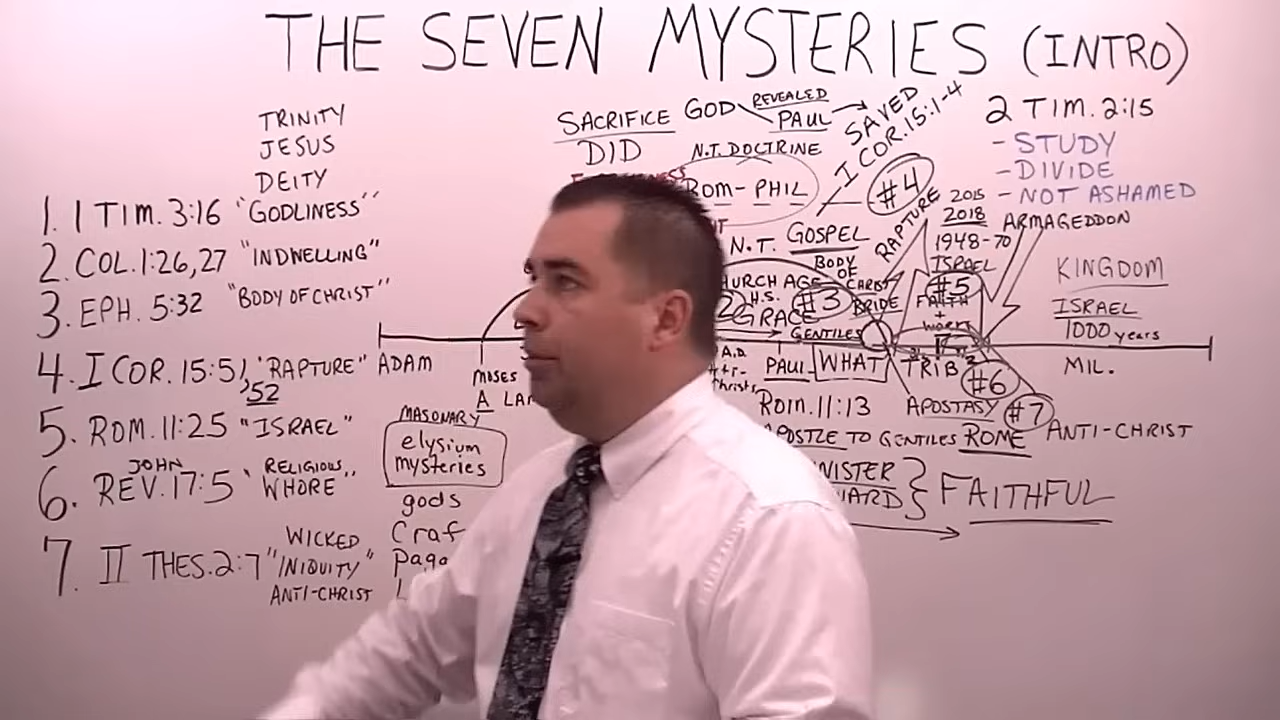 THE SEVEN MYSTERIES (INTRO)
TRINITY
JESUS
DEITY
1. 1 TIM. 3:16 "GODLINESS"
2. COL. 1:26,27 "INDWELLING"
3. EPH. 5:32 "BODY OF CHRIST"
4. I COR. 15:51, "RAPTURE"
52
5. ROM. 11:25 "ISRAEL"
JOHN
6. REV. 17:5 "RELIGIOUS
WHORE"
WICKED
7. II THES. 2:7 "INIQUITY"
ANTI-CHRIST
ADAM
MOSES
A
MASONARY
elysium
mysteries
gods
SACRIFICE
DID
GOD
REVEALED
PAUL
SAVED
I COR. 15:1-4
N.T. DOCTRINE
ROM-PHIL
N.T. GOSPEL
BODY
OF
CHRIST
BRIDE
H.S.
#3
GRACE
GENTILES
#4
RAPTURE
2 TIM. 2:15
- STUDY
- DIVIDE
- NOT ASHAMED
2015
2018
1948-70
ISRAEL
#5
FAITH
+
ARMAGEDDON
KINGDOM
ISRAEL
1000 years
MIL.
A.D.
PAUL
WHAT
TRIB
#6
#7
Rom. 11:13
APOSTASY
TO GENTILES ROME
ANTI-CHRIST
FAITHFUL